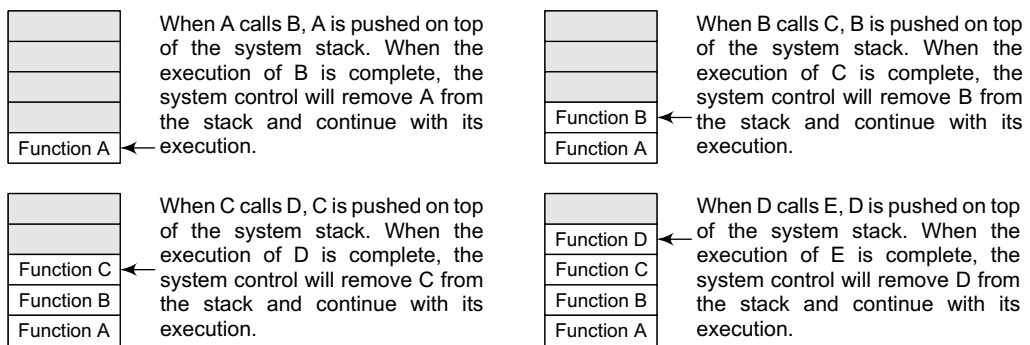 When A calls B, A is pushed on top
of the system stack. When the
execution of B is complete, the
system control will remove A from
the stack and continue with its
execution.
Function A
When B calls C, B is pushed on top
of the system stack. When the
execution of C is complete, the
system control will remove B from
the stack and continue with its
execution.
Function B
Function A
When C calls D, C is pushed on top
of the system stack. When the
execution of D is complete, the
system control will remove C from
the stack and continue with its
execution.
Function C
Function B
Function A
When D calls E, D is pushed on top
of the system stack. When the
execution of E is complete, the
system control will remove D from
the stack and continue with its
execution.
Function D
Function C
Function B
Function A